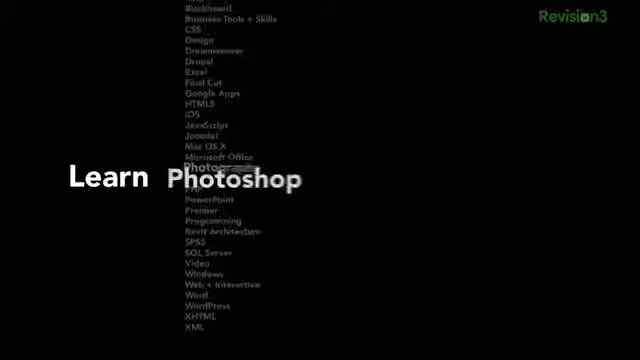 Revision3
Blackboard
Business Tools + Skills
CSS
Design
Dreamweaver
Drupal
Excel
Final Cut
Google Apps
HTML5
iOS
JavaScript
Joomla!
Mac OS X
Microsoft Office
Learn Photoshop
PHP
PowerPoint
Premier
Programming
Revit Architecture
SPSS
SQL Server
Video
Windows
Web + Interactive
Word
WordPress
XHTML
XML